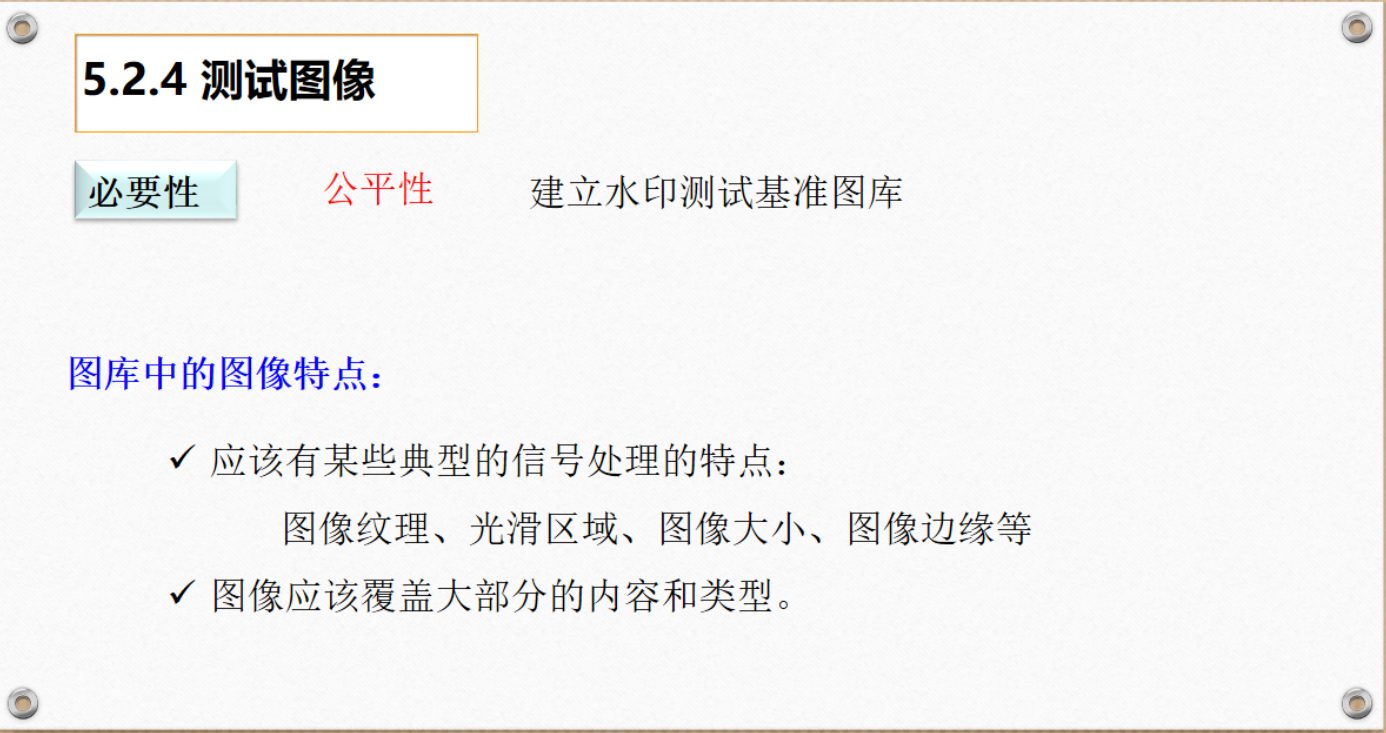 5.2.4 测试图像
必要性 公平性 建立水印测试基准图库
图库中的图像特点：
✓ 应该有某些典型的信号处理的特点：
图像纹理、光滑区域、图像大小、图像边缘等
✓ 图像应该覆盖大部分的内容和类型。